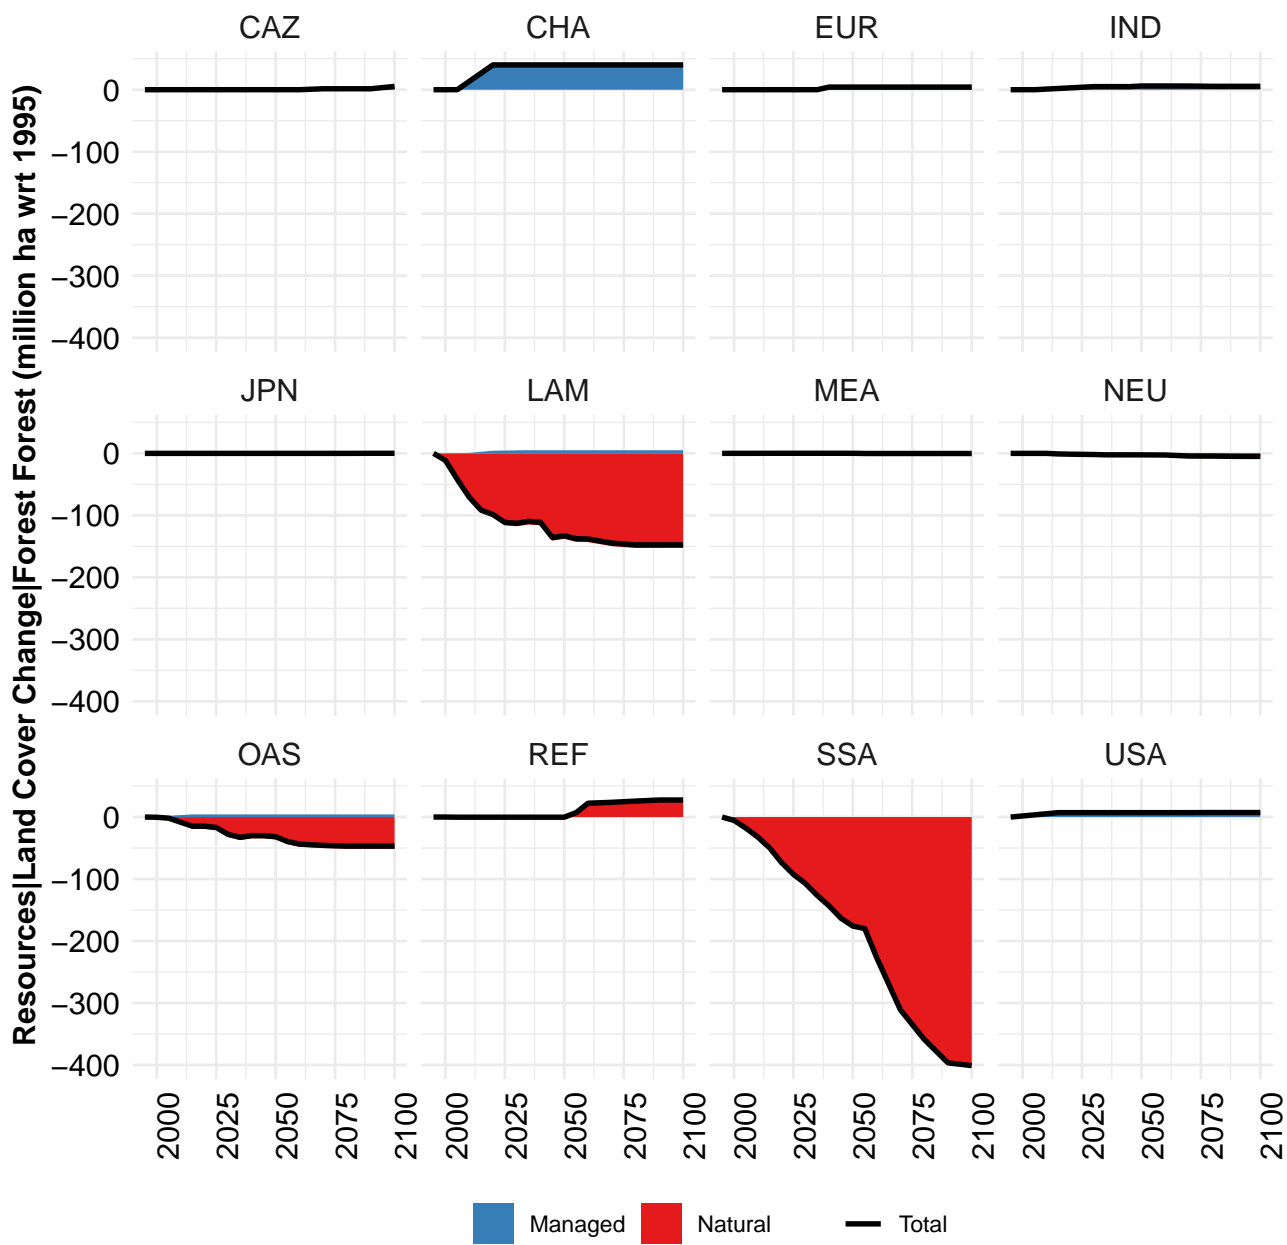 Resources|Land Cover Change|Forest Forest (million ha wrt 1995)
CAZ CHA EUR IND
0
−100
−200
−300
−400
JPN LAM MEA NEU
0
−100
−200
−300
−400
OAS REF SSA USA
0
−100
−200
−300
−400
2000 2025 2050 2075 2100 2000 2025 2050 2075 2100 2000 2025 2050 2075 2100 2000 2025 2050 2075 2100
Managed Natural Total